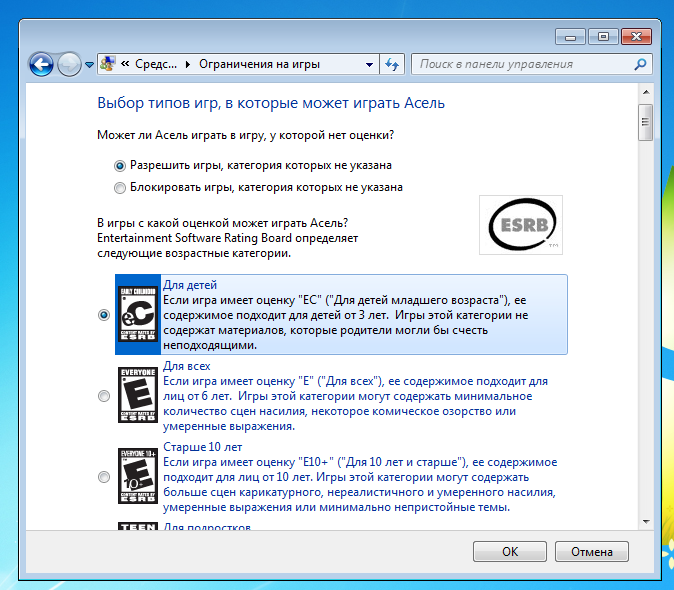 « Средс...
Ограничения на игры
Поиск в панели управления
Выбор типов игр, в которые может играть Асель
Может ли Асель играть в игру, у которой нет оценки?
Разрешить игры, категория которых не указана
Блокировать игры, категория которых не указана
В игры с какой оценкой может играть Асель?
Entertainment Software Rating Board определяет
следующие возрастные категории.
ESRB
TM
EARLY CHILDHOOD
eC
CONTENT RATED BY
ESRB
Для детей
Если игра имеет оценку "EC" ("Для детей младшего возраста"), ее
содержимое подходит для детей от 3 лет. Игры этой категории не
содержат материалов, которые родители могли бы счесть
неподходящими.
EVERYONE
E
CONTENT RATED BY
ESRB
Для всех
Если игра имеет оценку "E" ("Для всех"), ее содержимое подходит для
лиц от 6 лет. Игры этой категории могут содержать минимальное
количество сцен насилия, некоторое комическое озорство или
умеренные выражения.
EVERYONE 10+
E
10+
CONTENT RATED BY
ESRB
Старше 10 лет
Если игра имеет оценку "E10+" ("Для 10 лет и старше"), ее содержимое
подходит для лиц от 10 лет. Игры этой категории могут содержать
больше сцен карикатурного, нереалистичного и умеренного насилия,
умеренные выражения или минимально непристойные темы.
TEEN
Для подростков
OK
Отмена